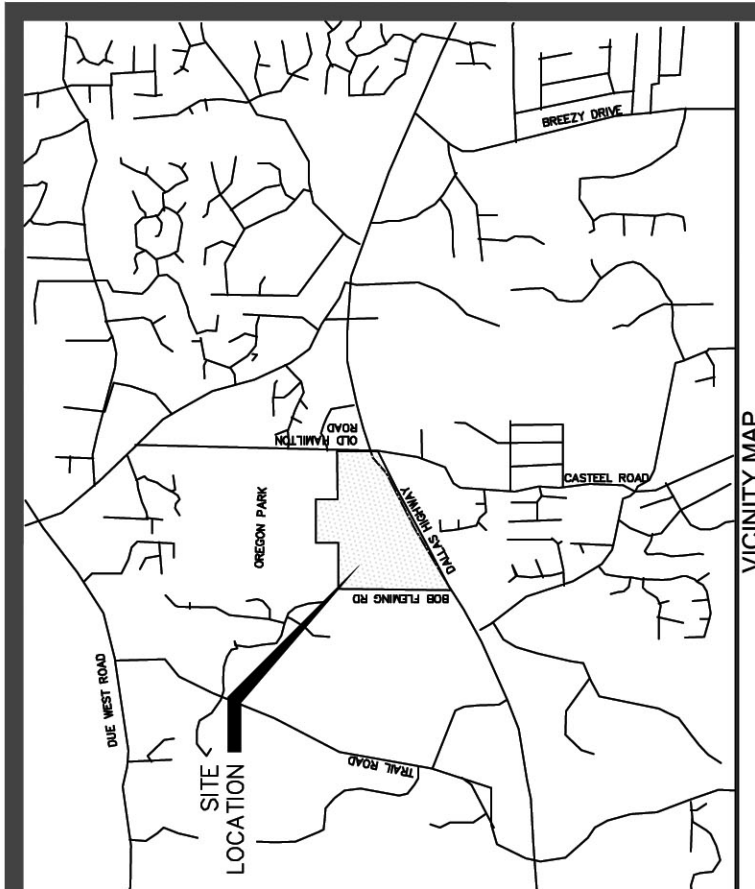 BREEZY DRIVE
OLD HAMILTON
ROAD
CASTEEL ROAD
OREGON PARK
DALLAS HIGHWAY
BOB FLEMING RD
DUE WEST ROAD
TRAIL ROAD
SITE
LOCATION
VICINITY MAP